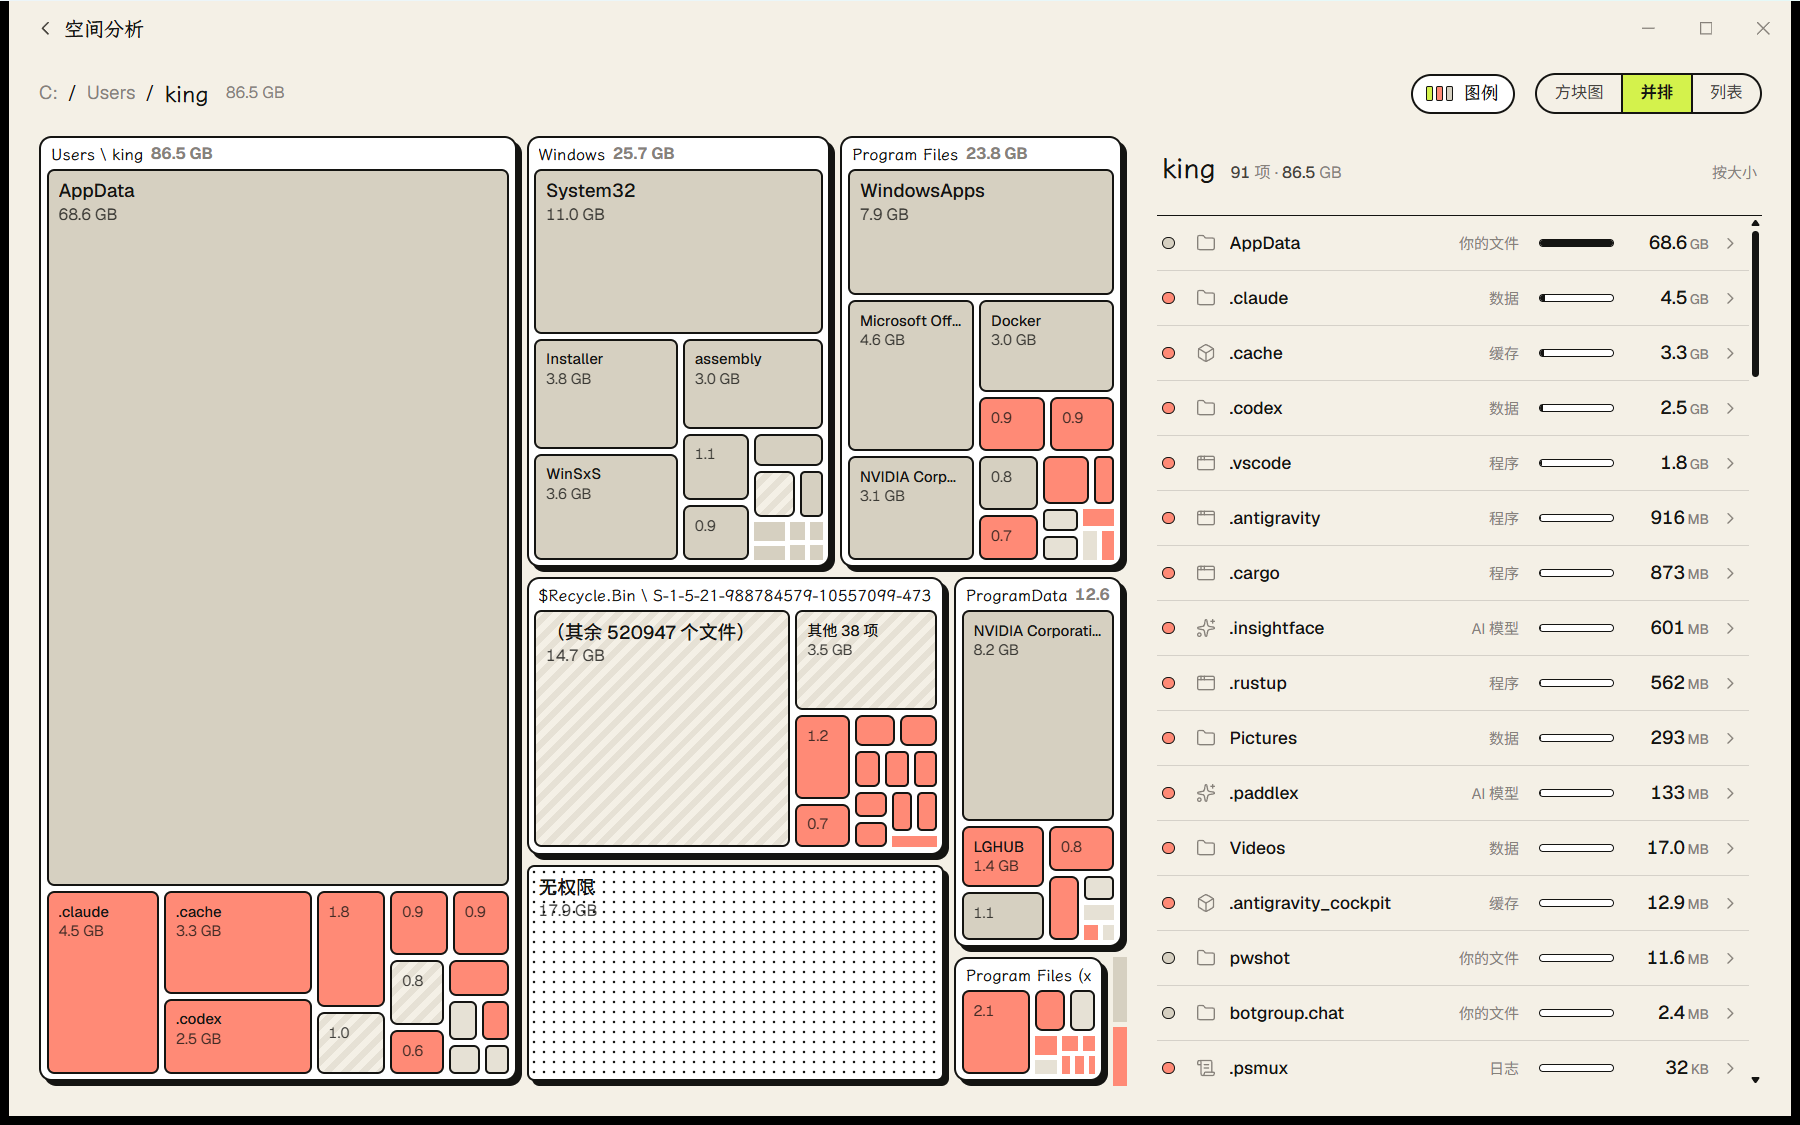 空间分析
C: / Users / king 86.5 GB
图例
方块图 并排 列表
Users \ king 86.5 GB
AppData
68.6 GB
.claude
4.5 GB
.cache
3.3 GB
.codex
2.5 GB
1.8
1.0
0.9
0.9
0.8
0.6
Windows 25.7 GB
System32
11.0 GB
Installer
3.8 GB
assembly
3.0 GB
WinSxS
3.6 GB
1.1
0.9
Program Files 23.8 GB
WindowsApps
7.9 GB
Microsoft Off...
4.6 GB
Docker
3.0 GB
0.9
0.9
NVIDIA Corp...
3.1 GB
0.8
0.7
$Recycle.Bin \ S-1-5-21-988784579-10557099-473
（其余 520947 个文件）
14.7 GB
其他 38 项
3.5 GB
1.2
0.7
无权限
17.9 GB
ProgramData 12.6
NVIDIA Corporati...
8.2 GB
LGHUB
1.4 GB
0.8
1.1
Program Files (x
2.1
king 91 项 · 86.5 GB 按大小
AppData 你的文件 68.6 GB
.claude 数据 4.5 GB
.cache 缓存 3.3 GB
.codex 数据 2.5 GB
.vscode 程序 1.8 GB
.antigravity 程序 916 MB
.cargo 程序 873 MB
.insightface AI 模型 601 MB
.rustup 程序 562 MB
Pictures 数据 293 MB
.paddlex AI 模型 133 MB
Videos 数据 17.0 MB
.antigravity_cockpit 缓存 12.9 MB
pwshot 你的文件 11.6 MB
botgroup.chat 你的文件 2.4 MB
.psmux 日志 32 KB